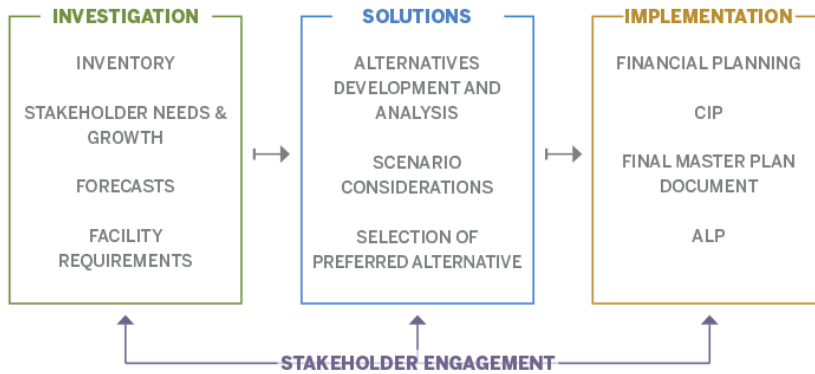 INVESTIGATION
INVENTORY
STAKEHOLDER NEEDS &
GROWTH
FORECASTS
FACILITY
REQUIREMENTS
SOLUTIONS
ALTERNATIVES
DEVELOPMENT AND
ANALYSIS
SCENARIO
CONSIDERATIONS
SELECTION OF
PREFERRED ALTERNATIVE
IMPLEMENTATION
FINANCIAL PLANNING
CIP
FINAL MASTER PLAN
DOCUMENT
ALP
STAKEHOLDER ENGAGEMENT